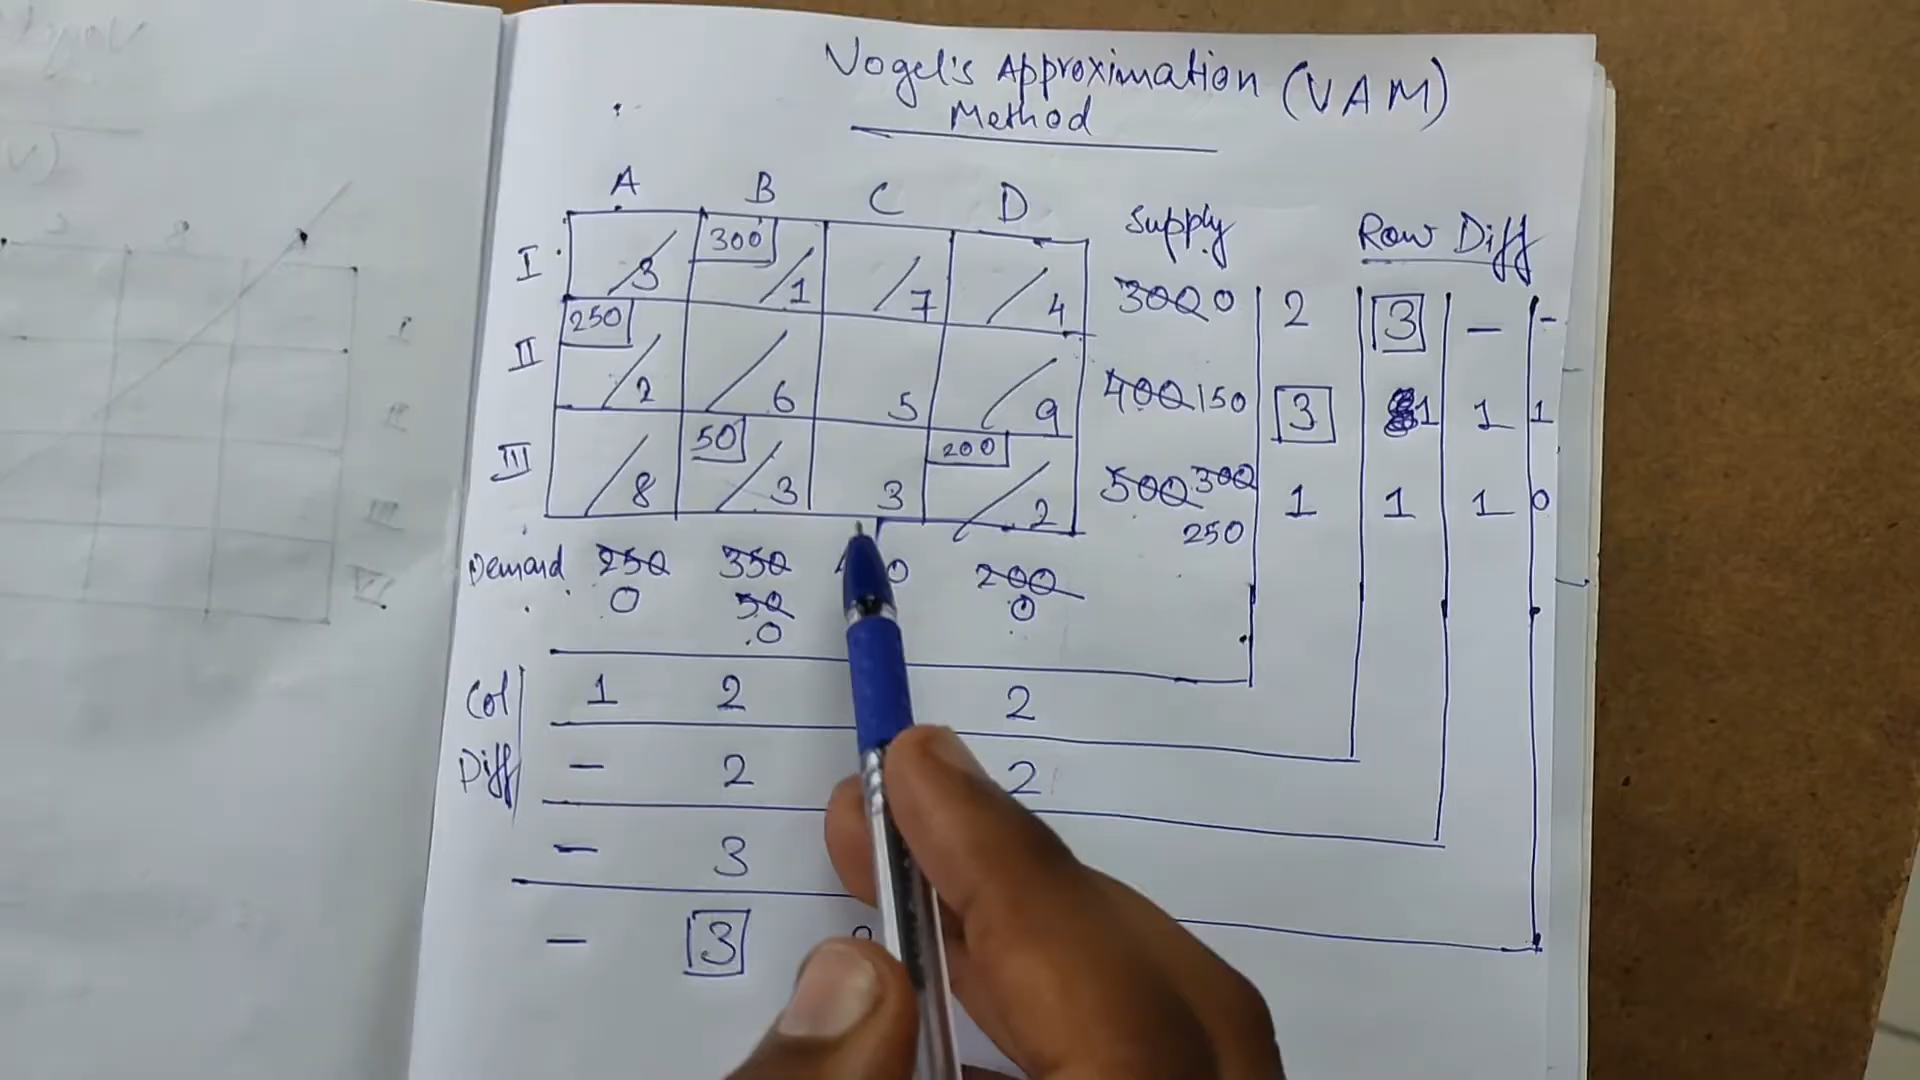 Vogel's Approximation (VAM)
Method
A B C D Supply Row Diff
I 3 300 1 7 4 300 0 2 3 - -
II 250 2 6 5 9 400 150 3 1 1 1
III 8 50 3 3 200 2 500 300 250 1 1 1 0
Demand 250 350 200
0 50 0
0
Col 1 2 2
Diff - 2 2
- 3
- 3